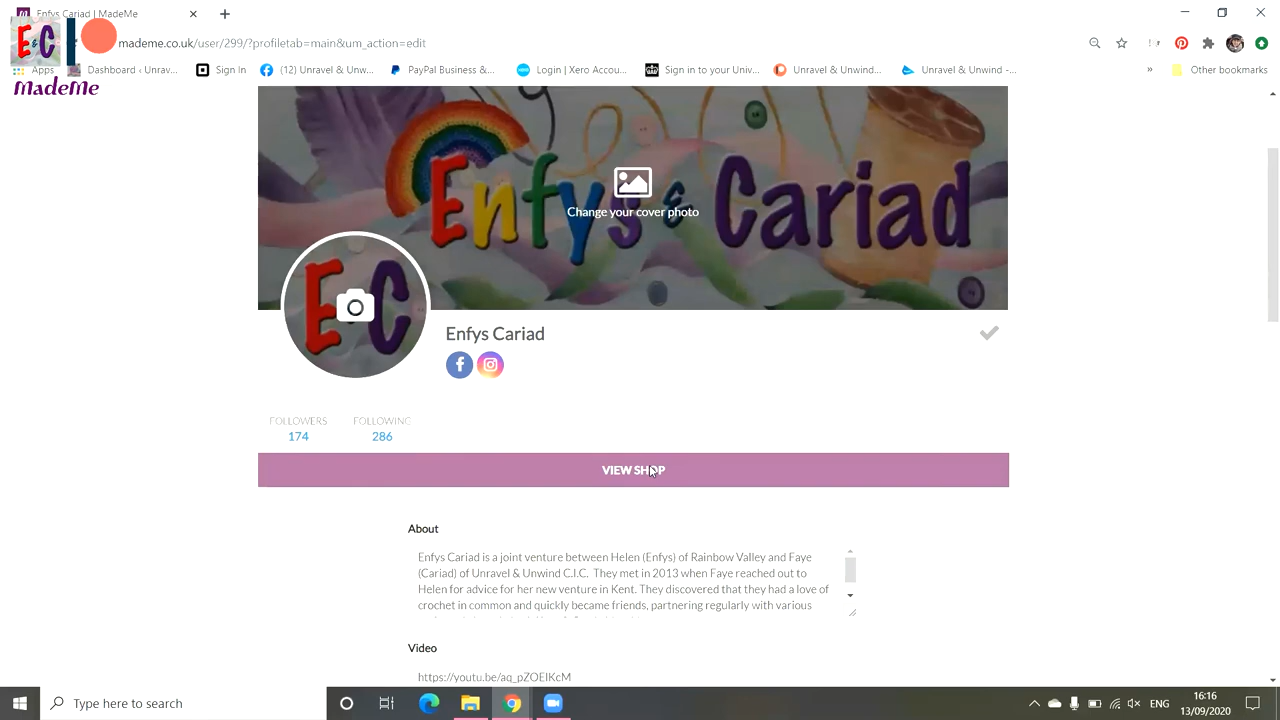 Enfys Cariad | MadeMe
E&C
mademe.co.uk/user/299/?profiletab=main&um_action=edit
Apps
Dashboard ‹ Unrav...
Sign In
(12) Unravel & Unw...
PayPal Business &...
Login | Xero Accou...
Sign in to your Unw...
Unravel & Unwind...
Unravel & Unwind -...
»
Other bookmarks
MadeMe
Enfys & Cariad
Change your cover photo
E&C
Enfys Cariad
FOLLOWERS
FOLLOWING
174
286
VIEW SHOP
About
Enfys Cariad is a joint venture between Helen (Enfys) of Rainbow Valley and Faye
(Cariad) of Unravel & Unwind C.I.C. They met in 2013 when Faye reached out to
Helen for advice for her new venture in Kent. They discovered that they had a love of
crochet in common and quickly became friends, partnering regularly with various
Video
https://youtu.be/aq_pZOEIKcM
Type here to search
ENG
16:16
13/09/2020